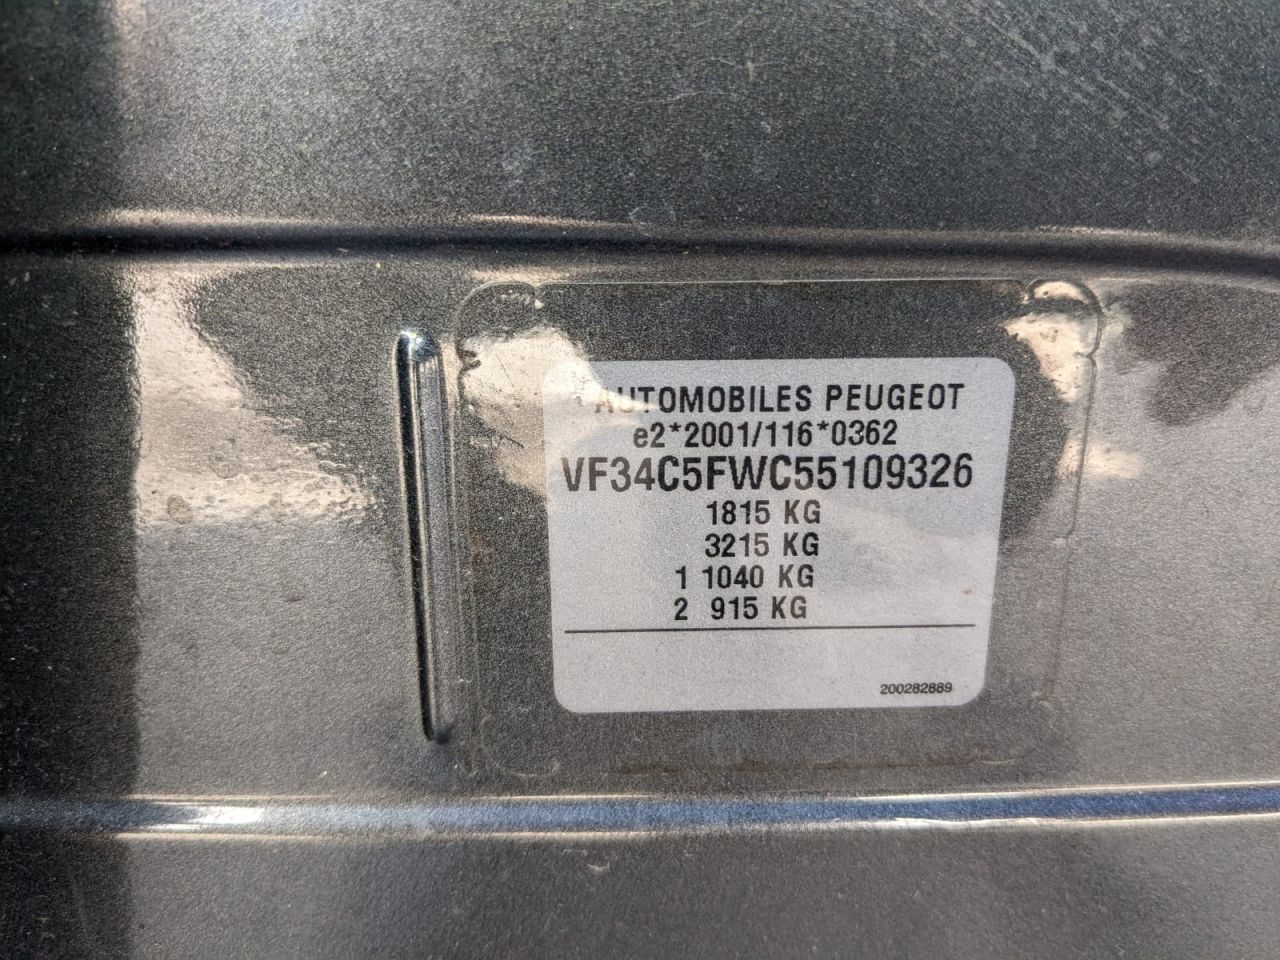 AUTOMOBILES PEUGEOT
e2*2001/116*0362
VF34C5FWC55109326
1815 KG
3215 KG
1 1040 KG
2 915 KG
200282889